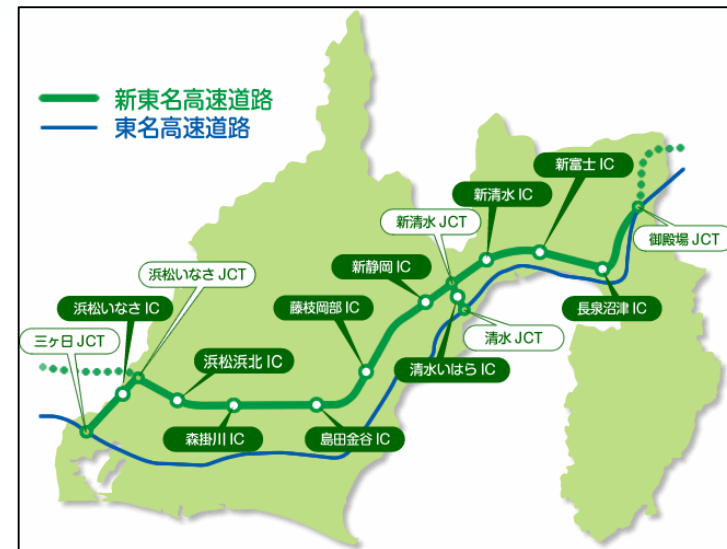 新東名高速道路
東名高速道路
新富士 IC
新清水 IC
新清水 JCT
御殿場 JCT
新静岡 IC
浜松いなさ JCT
浜松いなさ IC
藤枝岡部 IC
長泉沼津 IC
三ヶ日 JCT
清水 JCT
浜松浜北 IC
清水いはら IC
森掛川 IC
島田金谷 IC